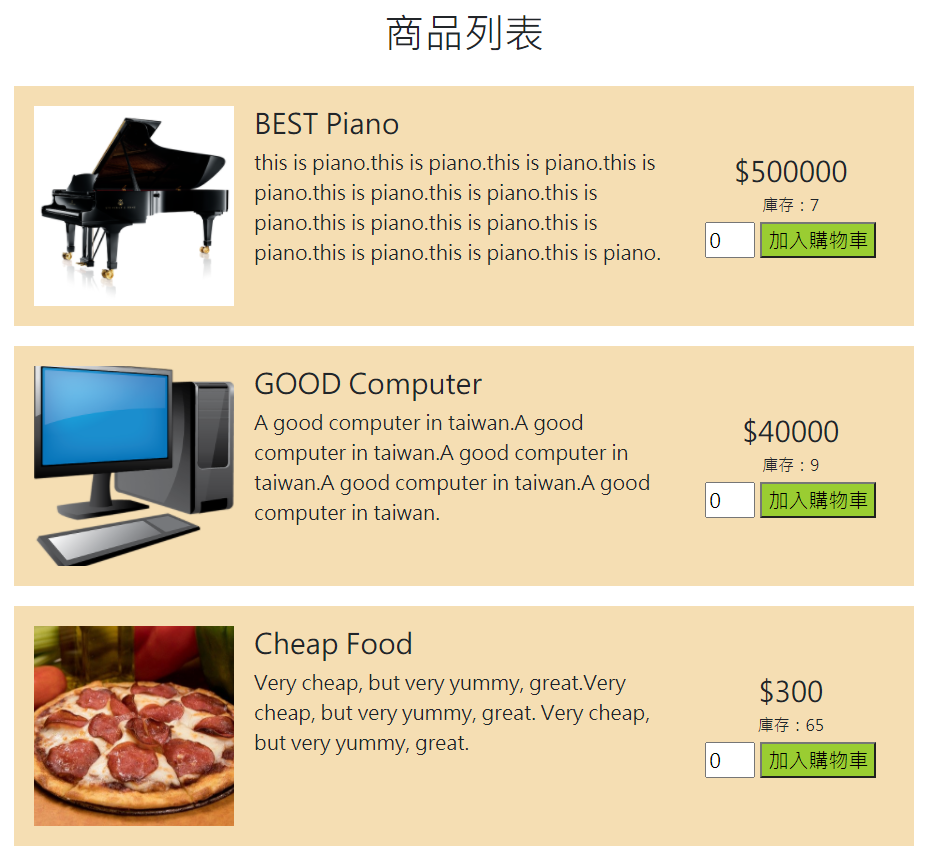 商品列表
BEST Piano
this is piano.this is piano.this is piano.this is
piano.this is piano.this is piano.this is
piano.this is piano.this is piano.this is
piano.this is piano.this is piano.this is piano.
$500000
庫存：7
0 加入購物車
GOOD Computer
A good computer in taiwan.A good
computer in taiwan.A good computer in
taiwan.A good computer in taiwan.A good
computer in taiwan.
$40000
庫存：9
0 加入購物車
Cheap Food
Very cheap, but very yummy, great.Very
cheap, but very yummy, great. Very cheap,
but very yummy, great.
$300
庫存：65
0 加入購物車